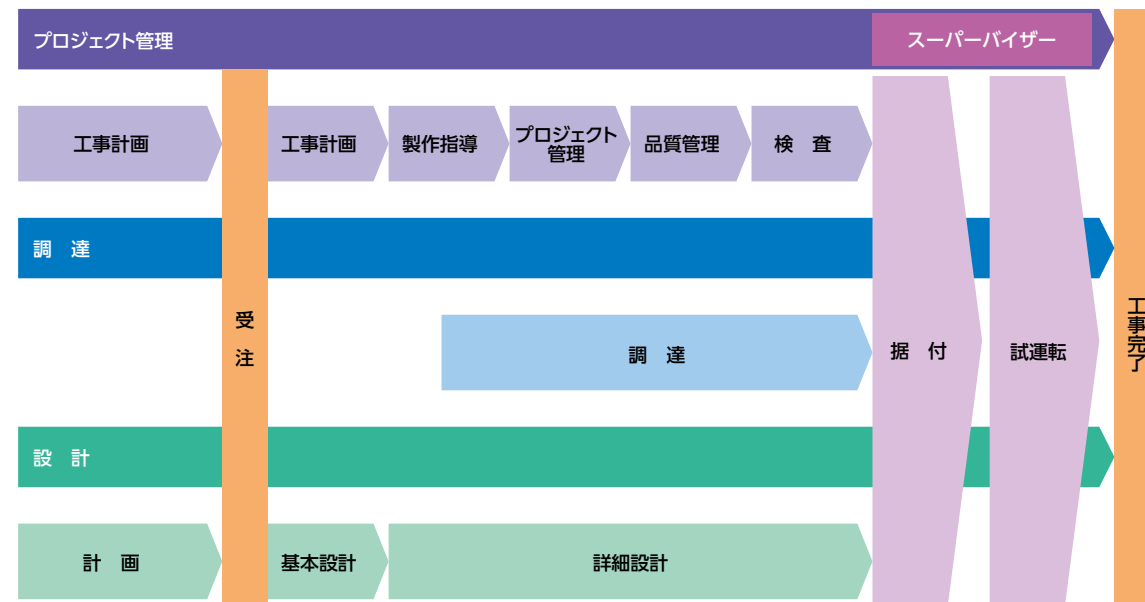 プロジェクト管理
スーパーバイザー
工事計画
工事計画
製作指導
プロジェクト
管理
品質管理
検　査
調　達
受
注
調　達
据　付
試運転
工事完了
設　計
計　画
基本設計
詳細設計